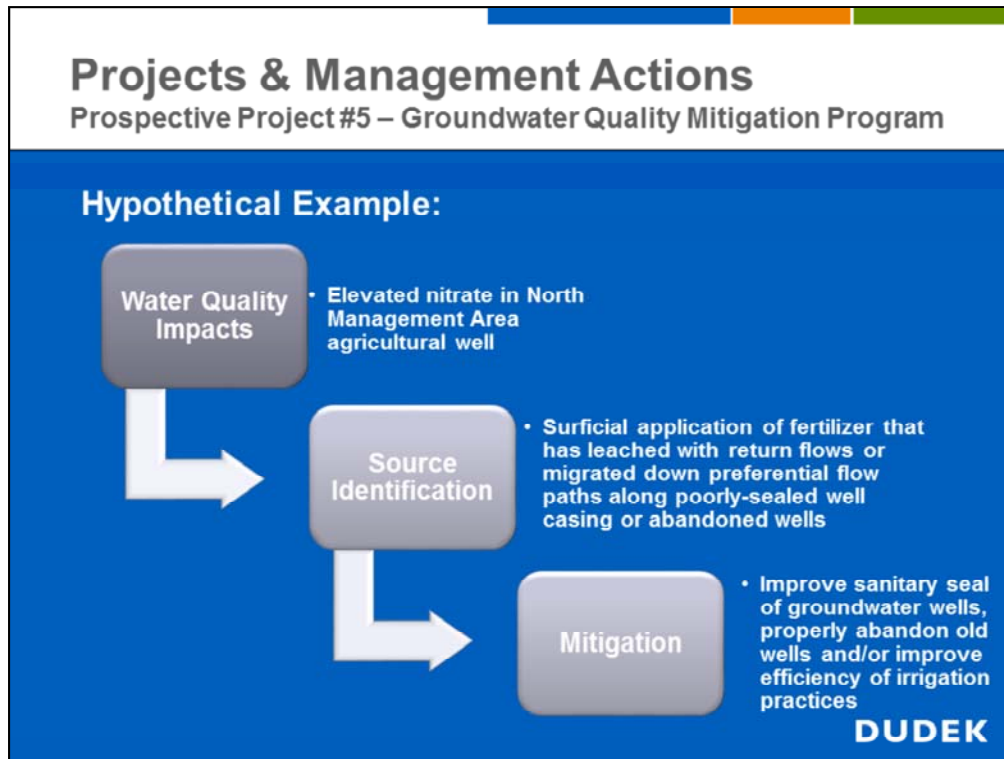 Projects & Management Actions
Prospective Project #5 – Groundwater Quality Mitigation Program
Hypothetical Example:
Water Quality
Impacts
• Elevated nitrate in North
Management Area
agricultural well
Source
Identification
• Surficial application of fertilizer that
has leached with return flows or
migrated down preferential flow
paths along poorly-sealed well
casing or abandoned wells
Mitigation
• Improve sanitary seal
of groundwater wells,
properly abandon old
wells and/or improve
efficiency of irrigation
practices
DUDEK